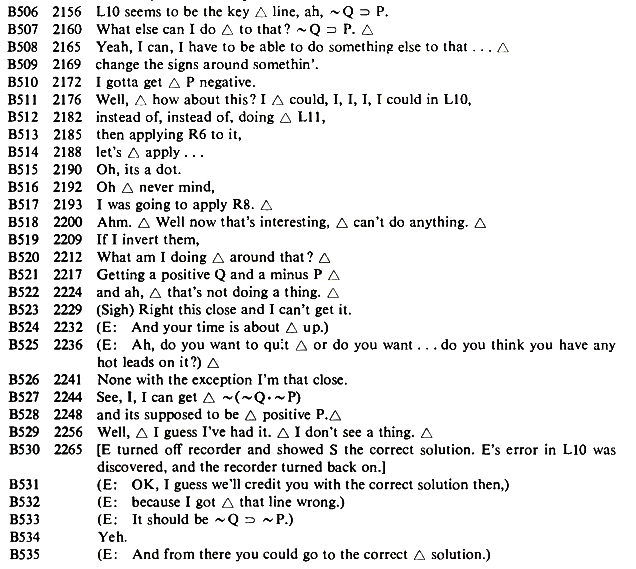 B506 2156 L10 seems to be the key △ line, ah, ~Q ⊃ P.
B507 2160 What else can I do △ to that? ~Q ⊃ P. △
B508 2165 Yeah, I can, I have to be able to do something else to that ... △
B509 2169 change the signs around somethin'.
B510 2172 I gotta get △ P negative.
B511 2176 Well, △ how about this? I △ could, I, I, I, I could in L10,
B512 2182 instead of, instead of, doing △ L11,
B513 2185 then applying R6 to it,
B514 2188 let's △ apply ...
B515 2190 Oh, its a dot.
B516 2192 Oh △ never mind,
B517 2193 I was going to apply R8. △
B518 2200 Ahm. △ Well now that's interesting, △ can't do anything. △
B519 2209 If I invert them,
B520 2212 What am I doing △ around that? △
B521 2217 Getting a positive Q and a minus P △
B522 2224 and ah, △ that's not doing a thing. △
B523 2229 (Sigh) Right this close and I can't get it.
B524 2232 (E: And your time is about △ up.)
B525 2236 (E: Ah, do you want to quit △ or do you want ... do you think you have any
hot leads on it?) △
B526 2241 None with the exception I'm that close.
B527 2244 See, I, I can get △ ~(~Q·~P)
B528 2248 and its supposed to be △ positive P.△
B529 2256 Well, △ I guess I've had it. △ I don't see a thing. △
B530 2265 [E turned off recorder and showed S the correct solution. E's error in L10 was
discovered, and the recorder turned back on.]
B531 (E: OK, I guess we'll credit you with the correct solution then,)
B532 (E: because I got △ that line wrong.)
B533 (E: It should be ~Q ⊃ ~P.)
B534 Yeh.
B535 (E: And from there you could go to the correct △ solution.)